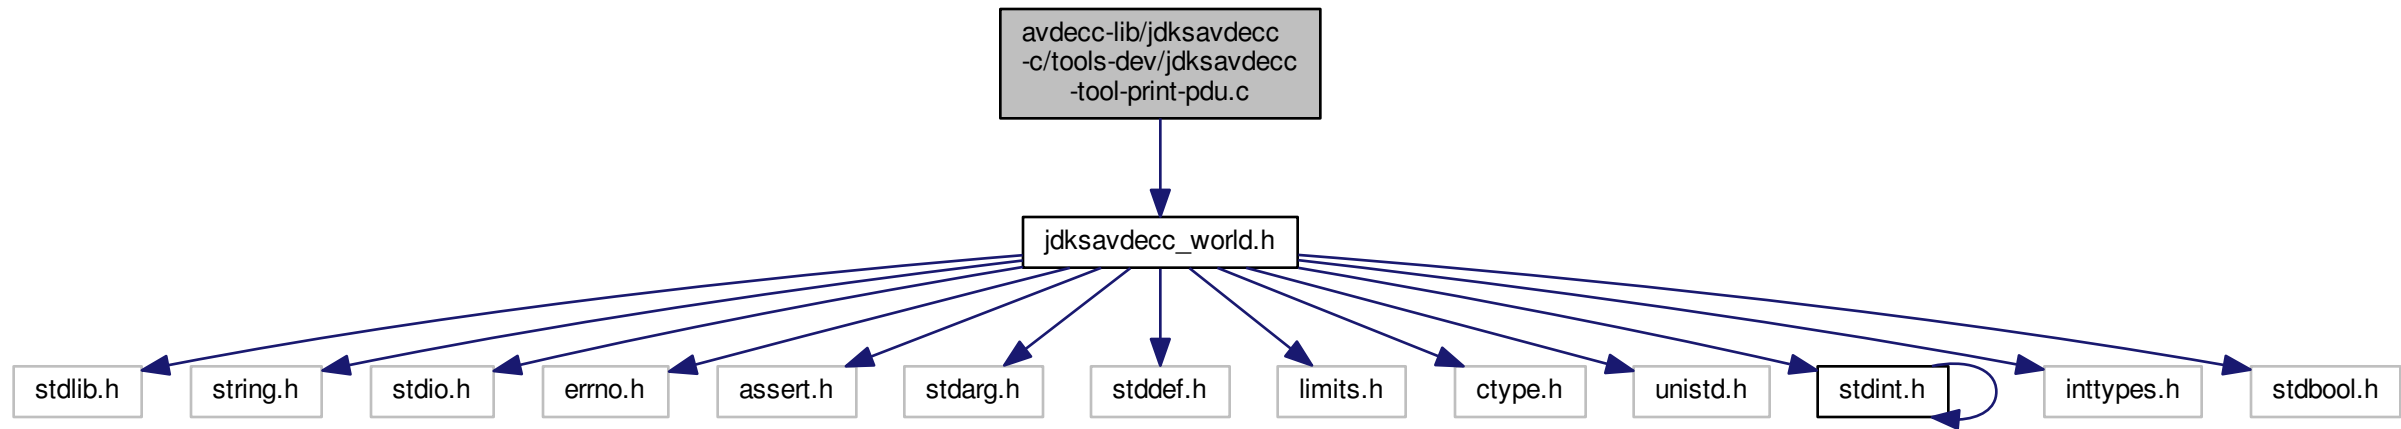 avdecc-lib/jdksavdecc
-c/tools-dev/jdksavdecc
-tool-print-pdu.c
jdksavdecc_world.h
stdlib.h
string.h
stdio.h
errno.h
assert.h
stdarg.h
stddef.h
limits.h
ctype.h
unistd.h
stdint.h
inttypes.h
stdbool.h